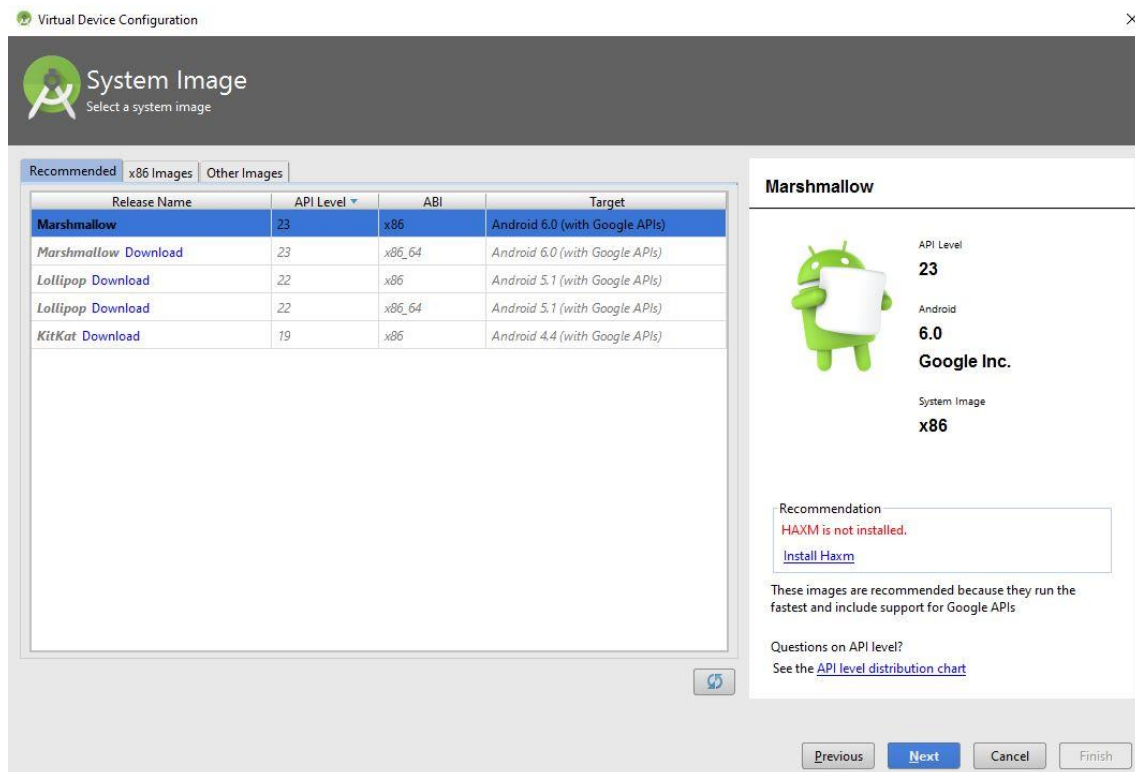 Virtual Device Configuration
System Image
Select a system image
Recommended x86 Images Other Images
Release Name API Level ABI Target
Marshmallow 23 x86 Android 6.0 (with Google APIs)
Marshmallow Download 23 x86_64 Android 6.0 (with Google APIs)
Lollipop Download 22 x86 Android 5.1 (with Google APIs)
Lollipop Download 22 x86_64 Android 5.1 (with Google APIs)
KitKat Download 19 x86 Android 4.4 (with Google APIs)
Marshmallow
API Level
23
Android
6.0
Google Inc.
System Image
x86
Recommendation
HAXM is not installed.
Install Haxm
These images are recommended because they run the
fastest and include support for Google APIs
Questions on API level?
See the API level distribution chart
Previous Next Cancel Finish